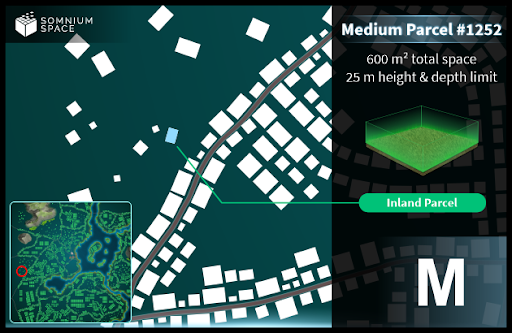 SOMNIUM
SPACE
Medium Parcel #1252
600 m² total space
25 m height & depth limit
Inland Parcel
M